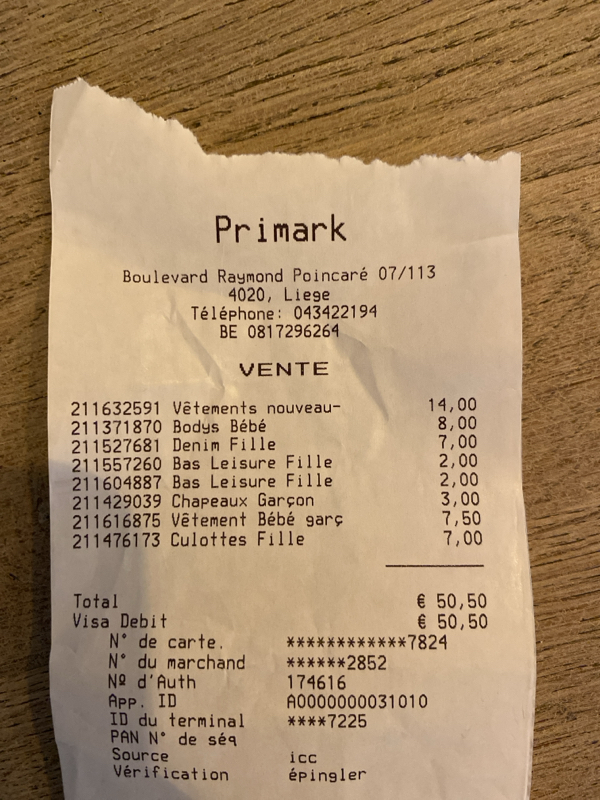 Primark
Boulevard Raymond Poincaré 07/113
4020, Liege
Téléphone: 043422194
BE 0817296264
VENTE
211632591 Vêtements nouveau- 14,00
211371870 Bodys Bébé 8,00
211527681 Denim Fille 7,00
211557260 Bas Leisure Fille 2,00
211604887 Bas Leisure Fille 2,00
211429039 Chapeaux Garçon 3,00
211616875 Vêtement Bébé garç 7,50
211476173 Culottes Fille 7,00
Total € 50,50
Visa Debit € 50,50
N° de carte. ************7824
N° du marchand ******2852
Nº d'Auth 174616
App. ID A0000000031010
ID du terminal ****7225
PAN N° de séq
Source icc
Vérification épingler